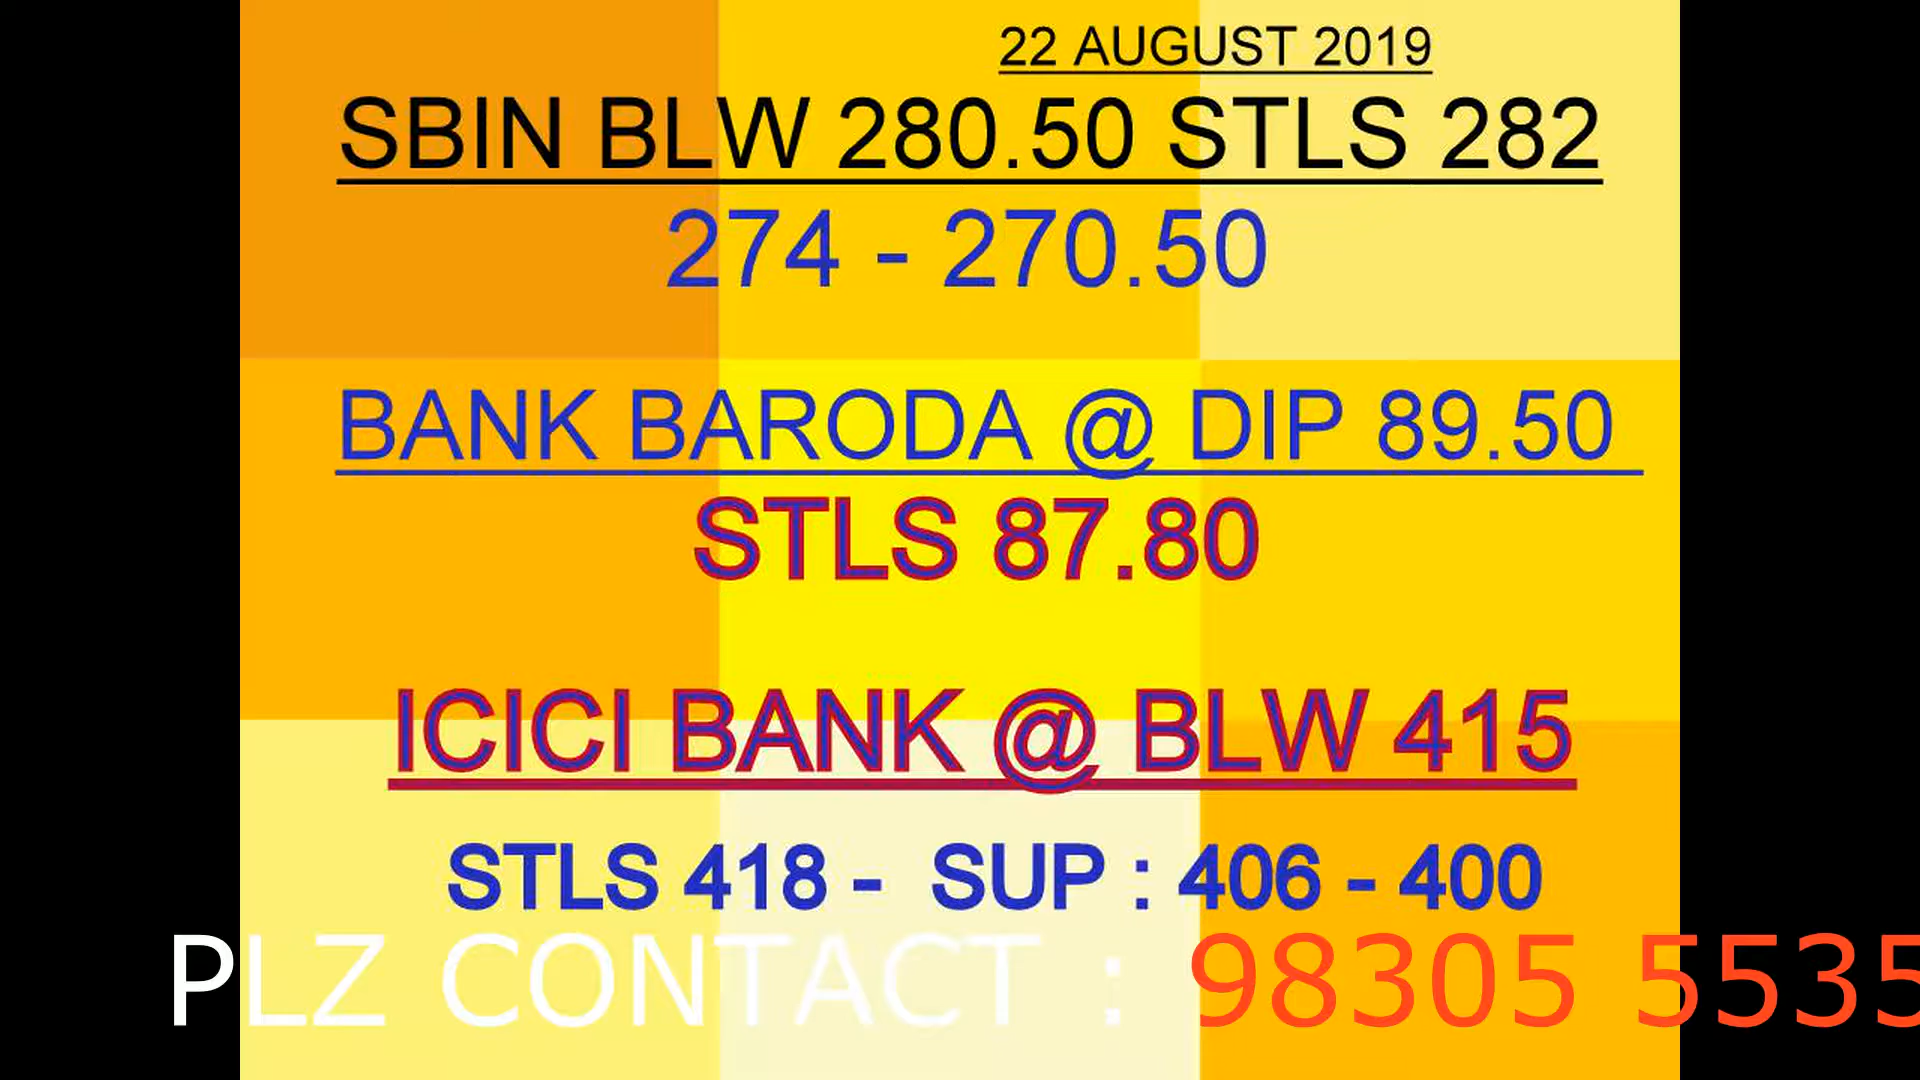 22 AUGUST 2019
SBIN BLW 280.50 STLS 282
274 - 270.50
BANK BARODA @ DIP 89.50
STLS 87.80
ICICI BANK @ BLW 415
STLS 418 - SUP : 406 - 400
PLZ CONTACT : 98305 5535